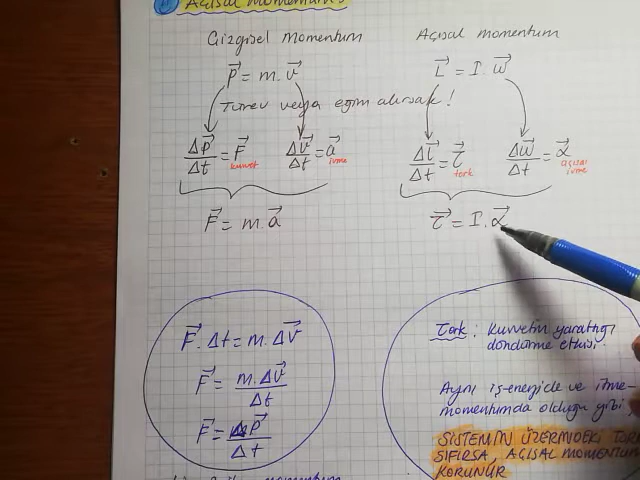 Açısal momentum
Çizgisel momentum
P = m.v
Açısal momentum
L = I.w
Türev veya eğim alırsak!
ΔP/Δt = F
kuvvet
Δv/Δt = a
ivme
ΔL/Δt = τ
tork
Δw/Δt = α
açısal
ivme
F = m.a
τ = I.α
F.Δt = m.Δv
F = m.Δv/Δt
F = ΔP/Δt
Tork: kuvvetin yarattığı
döndürme etkisi.
Aynı iş-enerjide ve itme-
momentumda olduğu gibi,
SİSTEMİN ÜZERİNDEKİ TORK
SIFIRSA, AÇISAL MOMENTUM
KORUNUR